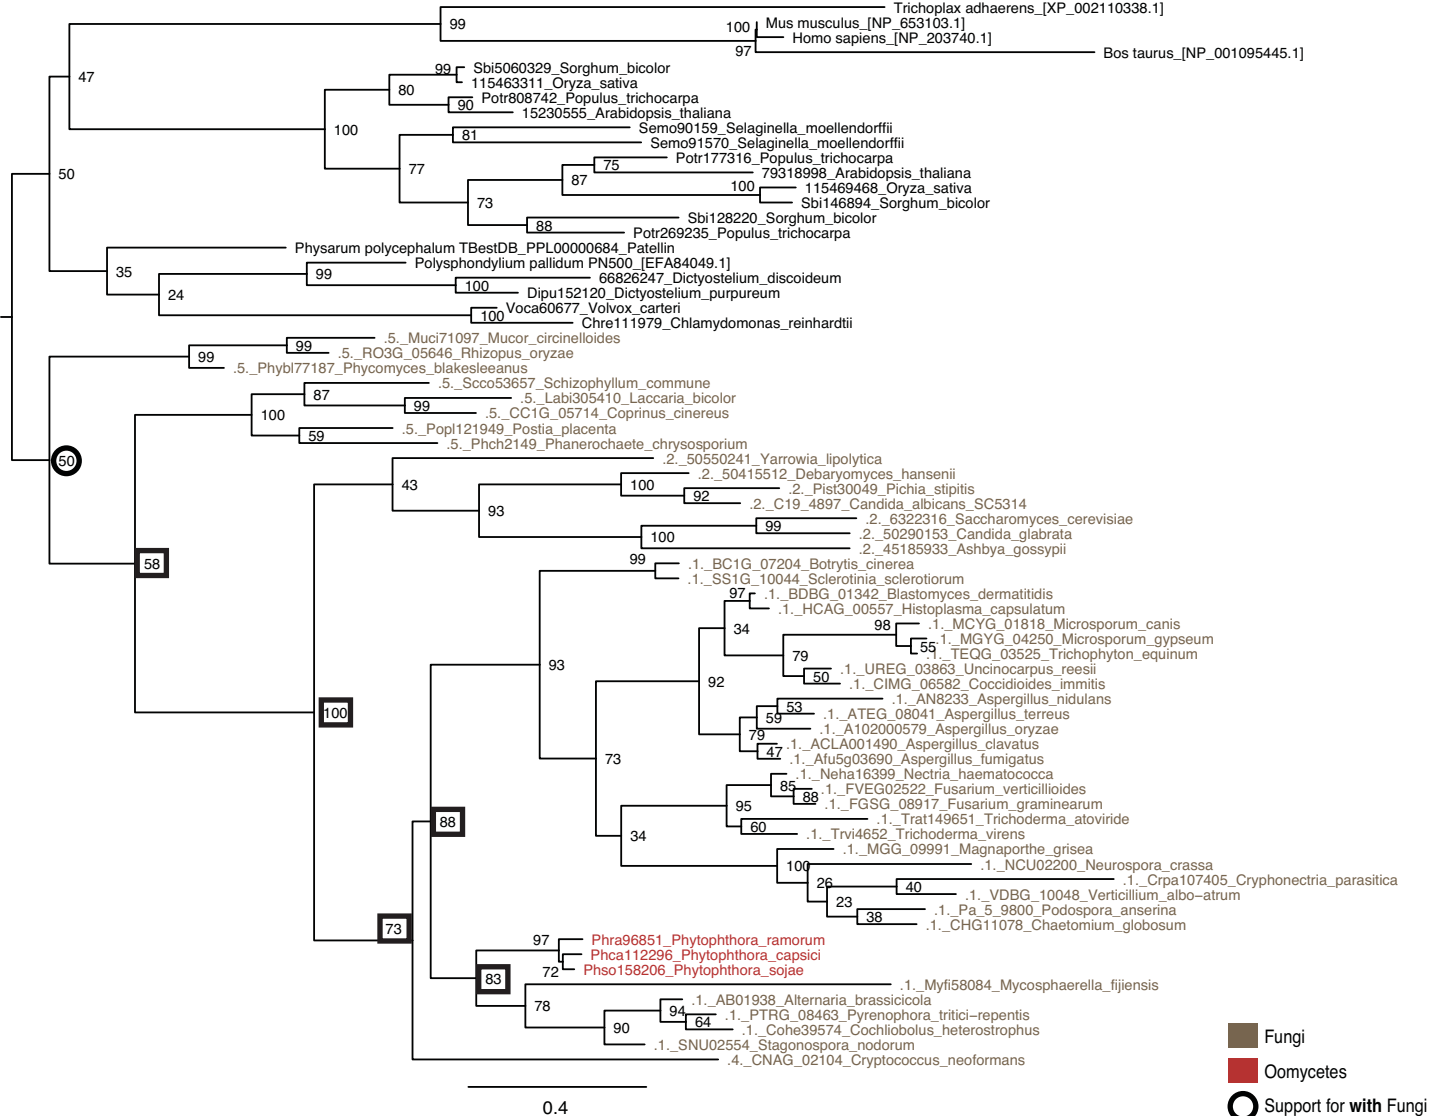 Trichoplax adhaerens_[XP_002110338.1]
99
100
Mus musculus_[NP_653103.1]
Homo sapiens_[NP_203740.1]
97
Bos taurus_[NP_001095445.1]
47
99
Sbi5060329_Sorghum_bicolor
115463311_Oryza_sativa
80
Potr808742_Populus_trichocarpa
90
15230555_Arabidopsis_thaliana
100
Semo90159_Selaginella_moellendorffii
81
Semo91570_Selaginella_moellendorffii
77
Potr177316_Populus_trichocarpa
75
79318998_Arabidopsis_thaliana
87
100
115469468_Oryza_sativa
Sbi146894_Sorghum_bicolor
73
Sbi128220_Sorghum_bicolor
88
Potr269235_Populus_trichocarpa
50
Physarum polycephalum TBestDB_PPL00000684_Patellin
35
Polysphondylium pallidum PN500_[EFA84049.1]
99
66826247_Dictyostelium_discoideum
100
Dipu152120_Dictyostelium_purpureum
24
Voca60677_Volvox_carteri
100
Chre111979_Chlamydomonas_reinhardtii
.5._Muci71097_Mucor_circinelloides
99
.5._RO3G_05646_Rhizopus_oryzae
99
.5._Phybl77187_Phycomyces_blakesleeanus
.5._Scco53657_Schizophyllum_commune
87
.5._Labi305410_Laccaria_bicolor
99
.5._CC1G_05714_Coprinus_cinereus
100
.5._Popl121949_Postia_placenta
59
.5._Phch2149_Phanerochaete_chrysosporium
50
.2._50550241_Yarrowia_lipolytica
43
.2._50415512_Debaryomyces_hansenii
100
.2._Pist30049_Pichia_stipitis
92
.2._C19_4897_Candida_albicans_SC5314
93
.2._6322316_Saccharomyces_cerevisiae
99
.2._50290153_Candida_glabrata
100
.2._45185933_Ashbya_gossypii
58
99
.1._BC1G_07204_Botrytis_cinerea
.1._SS1G_10044_Sclerotinia_sclerotiorum
97
.1._BDBG_01342_Blastomyces_dermatitidis
.1._HCAG_00557_Histoplasma_capsulatum
34
98
.1._MCYG_01818_Microsporum_canis
.1._MGYG_04250_Microsporum_gypseum
55
.1._TEQG_03525_Trichophyton_equinum
79
.1._UREG_03863_Uncinocarpus_reesii
50
.1._CIMG_06582_Coccidioides_immitis
93
92
.1._AN8233_Aspergillus_nidulans
53
.1._ATEG_08041_Aspergillus_terreus
59
.1._A102000579_Aspergillus_oryzae
79
.1._ACLA001490_Aspergillus_clavatus
47
.1._Afu5g03690_Aspergillus_fumigatus
100
73
.1._Neha16399_Nectria_haematococca
85
.1._FVEG02522_Fusarium_verticillioides
88
.1._FGSG_08917_Fusarium_graminearum
95
.1._Trat149651_Trichoderma_atoviride
60
.1._Trvi4652_Trichoderma_virens
88
34
.1._MGG_09991_Magnaporthe_grisea
100
.1._NCU02200_Neurospora_crassa
26
.1._Crpa107405_Cryphonectria_parasitica
40
.1._VDBG_10048_Verticillium_albo−atrum
23
.1._Pa_5_9800_Podospora_anserina
38
.1._CHG11078_Chaetomium_globosum
73
97
Phra96851_Phytophthora_ramorum
Phca112296_Phytophthora_capsici
72
Phso158206_Phytophthora_sojae
83
.1._Myfi58084_Mycosphaerella_fijiensis
78
.1._AB01938_Alternaria_brassicicola
94
.1._PTRG_08463_Pyrenophora_tritici−repentis
64
.1._Cohe39574_Cochliobolus_heterostrophus
90
.1._SNU02554_Stagonospora_nodorum
.4._CNAG_02104_Cryptococcus_neoformans
0.4
Fungi
Oomycetes
Support for with Fungi